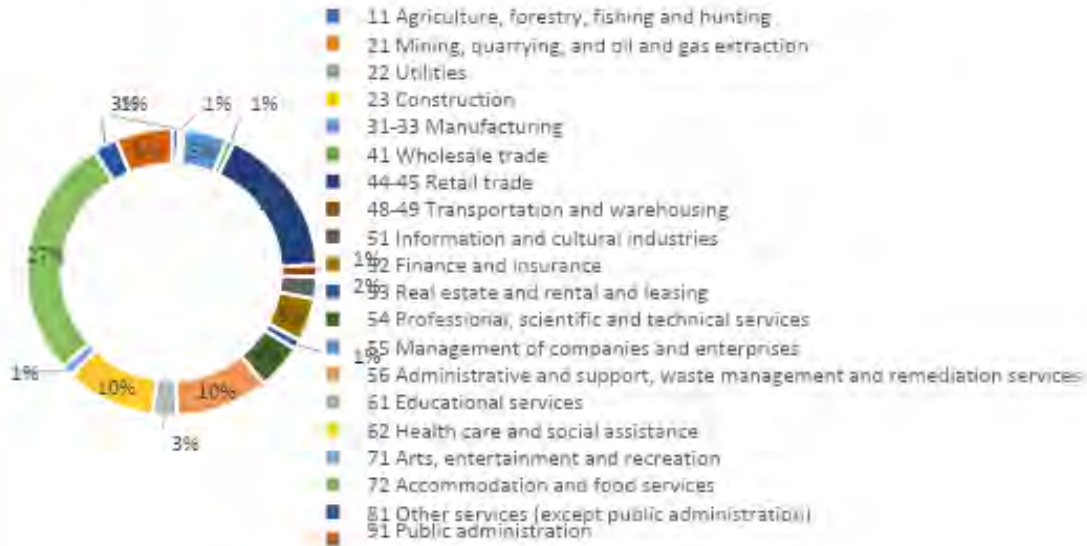 11 Agriculture, forestry, fishing and hunting
21 Mining, quarrying, and oil and gas extraction
22 Utilities
23 Construction
31-33 Manufacturing
41 Wholesale trade
44-45 Retail trade
48-49 Transportation and warehousing
51 Information and cultural industries
52 Finance and insurance
53 Real estate and rental and leasing
54 Professional, scientific and technical services
55 Management of companies and enterprises
56 Administrative and support, waste management and remediation services
61 Educational services
62 Health care and social assistance
71 Arts, entertainment and recreation
72 Accommodation and food services
81 Other services (except public administration)
91 Public administration
1%
1%
1%
2%
1%
10%
3%
10%
1%
27%